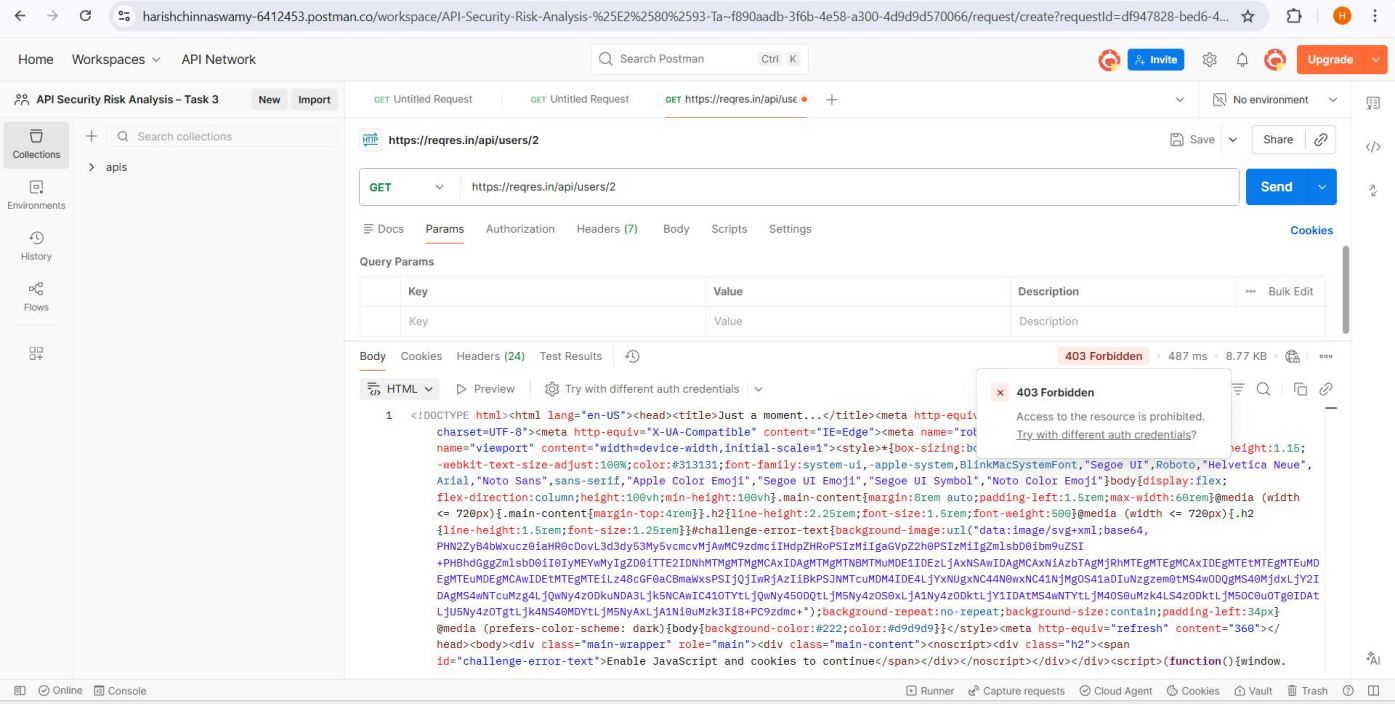 harishchinnaswamy-6412453.postman.co/workspace/API-Security-Risk-Analysis-%25E2%2580%2593-Ta~f890aadb-3f6b-4e58-a300-4d9d9d570066/request/create?requestId=df947828-bed6-4...
H
Home Workspaces API Network
Search Postman Ctrl K
Invite
Upgrade
API Security Risk Analysis – Task 3
New Import
GET Untitled Request
GET Untitled Request
GET https://reqres.in/api/use
No environment
Collections
Search collections
apis
Environments
History
Flows
HTTP https://reqres.in/api/users/2
Save
Share
GET https://reqres.in/api/users/2
Send
Docs Params Authorization Headers (7) Body Scripts Settings
Cookies
Query Params
Key Value Description Bulk Edit
Key Value Description
Body Cookies Headers (24) Test Results
403 Forbidden 487 ms 8.77 KB
HTML Preview Try with different auth credentials
403 Forbidden
Access to the resource is prohibited.
Try with different auth credentials?
1 <!DOCTYPE html><html lang="en-US"><head><title>Just a moment...</title><meta http-equiv
charset=UTF-8"><meta http-equiv="X-UA-Compatible" content="IE=Edge"><meta name="rob
name="viewport" content="width=device-width,initial-scale=1"><style>*{box-sizing:bo
eight:1.15;
-webkit-text-size-adjust:100%;color:#313131;font-family:system-ui,-apple-system,BlinkMacSystemFont,"Segoe UI",Roboto,"Helvetica Neue",
Arial,"Noto Sans",sans-serif,"Apple Color Emoji","Segoe UI Emoji","Segoe UI Symbol","Noto Color Emoji"}body{display:flex;
flex-direction:column;height:100vh;min-height:100vh}.main-content{margin:8rem auto;padding-left:1.5rem;max-width:60rem}@media (width
<= 720px){.main-content{margin-top:4rem}}.h2{line-height:2.25rem;font-size:1.5rem;font-weight:500}@media (width <= 720px){.h2
{line-height:1.5rem;font-size:1.25rem}}#challenge-error-text{background-image:url("data:image/svg+xml;base64,
");background-repeat:no-repeat;background-size:contain;padding-left:34px}
@media (prefers-color-scheme: dark){body{background-color:#222;color:#d9d9d9}}</style><meta http-equiv="refresh" content="360"></
head><body><div class="main-wrapper" role="main"><div class="main-content"><noscript><div class="h2"><span
id="challenge-error-text">Enable JavaScript and cookies to continue</span></div></noscript></div></div><script>(function(){window.
Online Console
Runner Capture requests Cloud Agent Cookies Vault Trash
AI